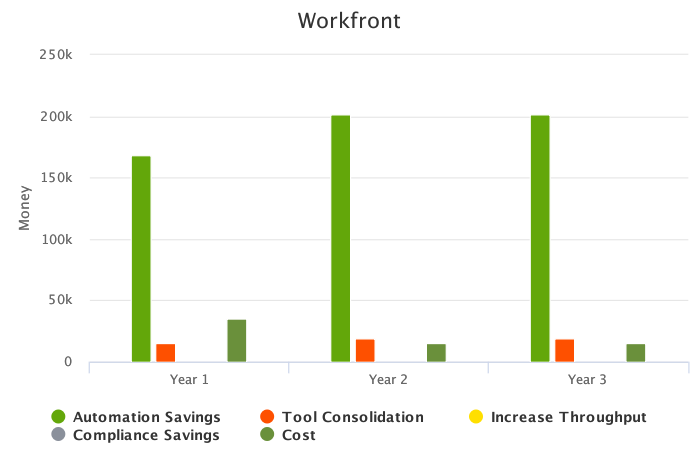 Workfront
250k
200k
150k
100k
50k
0
Money
Year 1 Year 2 Year 3
Automation Savings Tool Consolidation Increase Throughput
Compliance Savings Cost